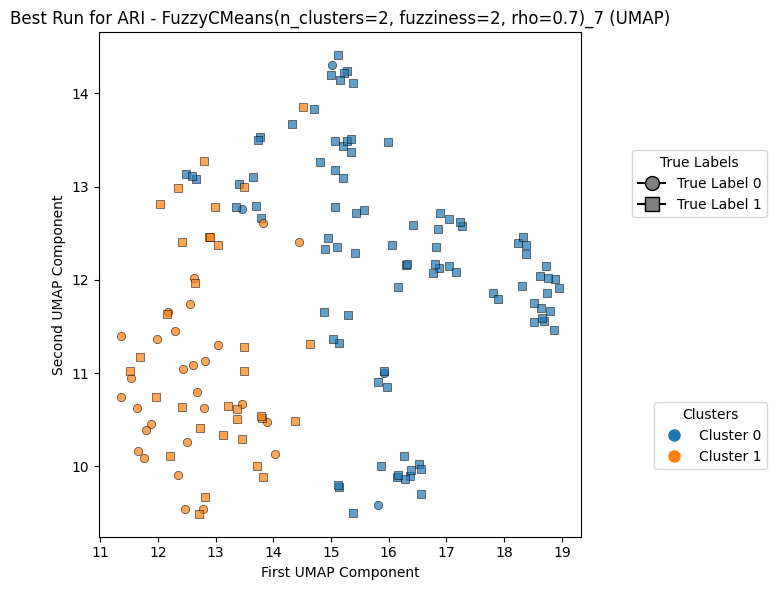 Best Run for ARI - FuzzyCMeans(n_clusters=2, fuzziness=2, rho=0.7)_7 (UMAP)
Second UMAP Component
14
13
12
11
10
11 12 13 14 15 16 17 18 19
First UMAP Component
True Labels
True Label 0
True Label 1
Clusters
Cluster 0
Cluster 1